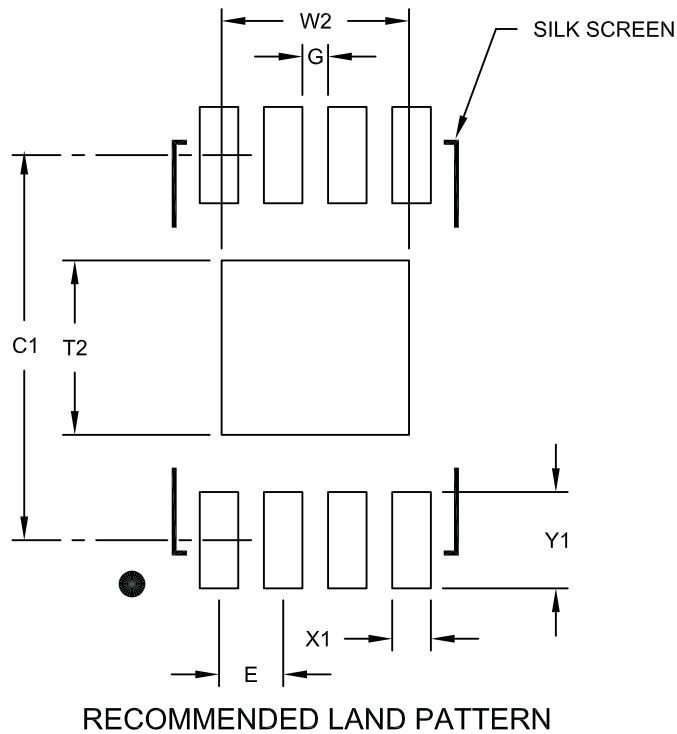 W2
G
SILK SCREEN
C1
T2
Y1
X1
E
RECOMMENDED LAND PATTERN